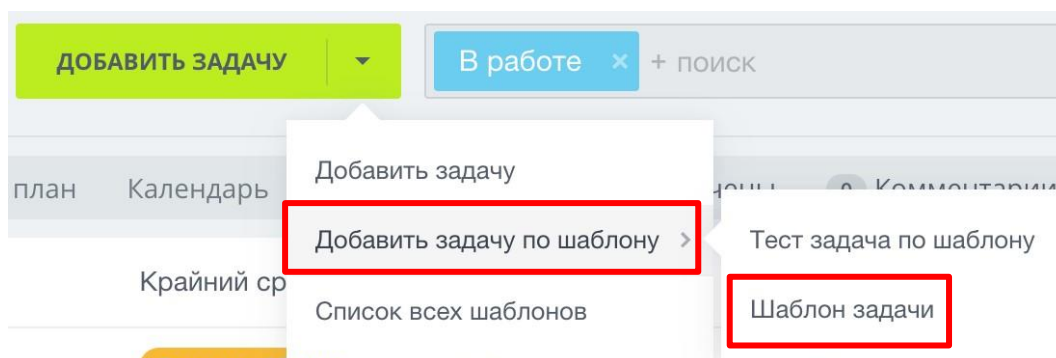 ДОБАВИТЬ ЗАДАЧУ
В работе × + поиск
Добавить задачу
план Календарь
0 Комментарии
Добавить задачу по шаблону >
Тест задача по шаблону
Крайний ср
Список всех шаблонов
Шаблон задачи